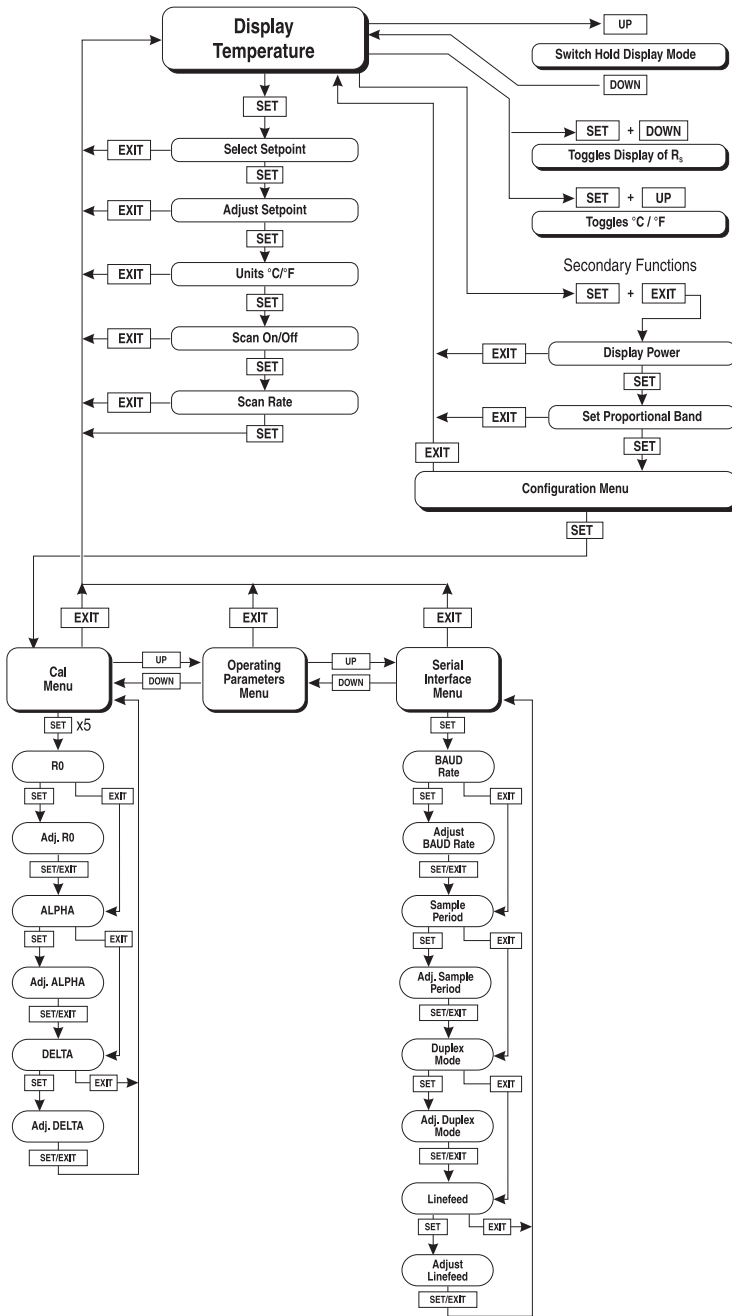 Display
Temperature
UP
Switch Hold Display Mode
DOWN
SET
SET + DOWN
Toggles Display of Rs
EXIT
Select Setpoint
SET
SET + UP
Toggles °C / °F
EXIT
Adjust Setpoint
SET
Secondary Functions
SET + EXIT
EXIT
Units °C/°F
SET
EXIT
Scan On/Off
SET
EXIT
Display Power
SET
EXIT
Scan Rate
SET
EXIT
Set Proportional Band
SET
EXIT
Configuration Menu
SET
EXIT
EXIT
EXIT
Cal
Menu
UP
DOWN
Operating
Parameters
Menu
UP
DOWN
Serial
Interface
Menu
SET X5
R0
SET
EXIT
Adj. R0
SET/EXIT
ALPHA
SET
EXIT
Adj. ALPHA
SET/EXIT
DELTA
SET
EXIT
Adj. DELTA
SET/EXIT
SET
BAUD
Rate
SET
EXIT
Adjust
BAUD Rate
SET/EXIT
Sample
Period
SET
EXIT
Adj. Sample
Period
SET/EXIT
Duplex
Mode
SET
EXIT
Adj. Duplex
Mode
SET/EXIT
Linefeed
SET
EXIT
Adjust
Linefeed
SET/EXIT